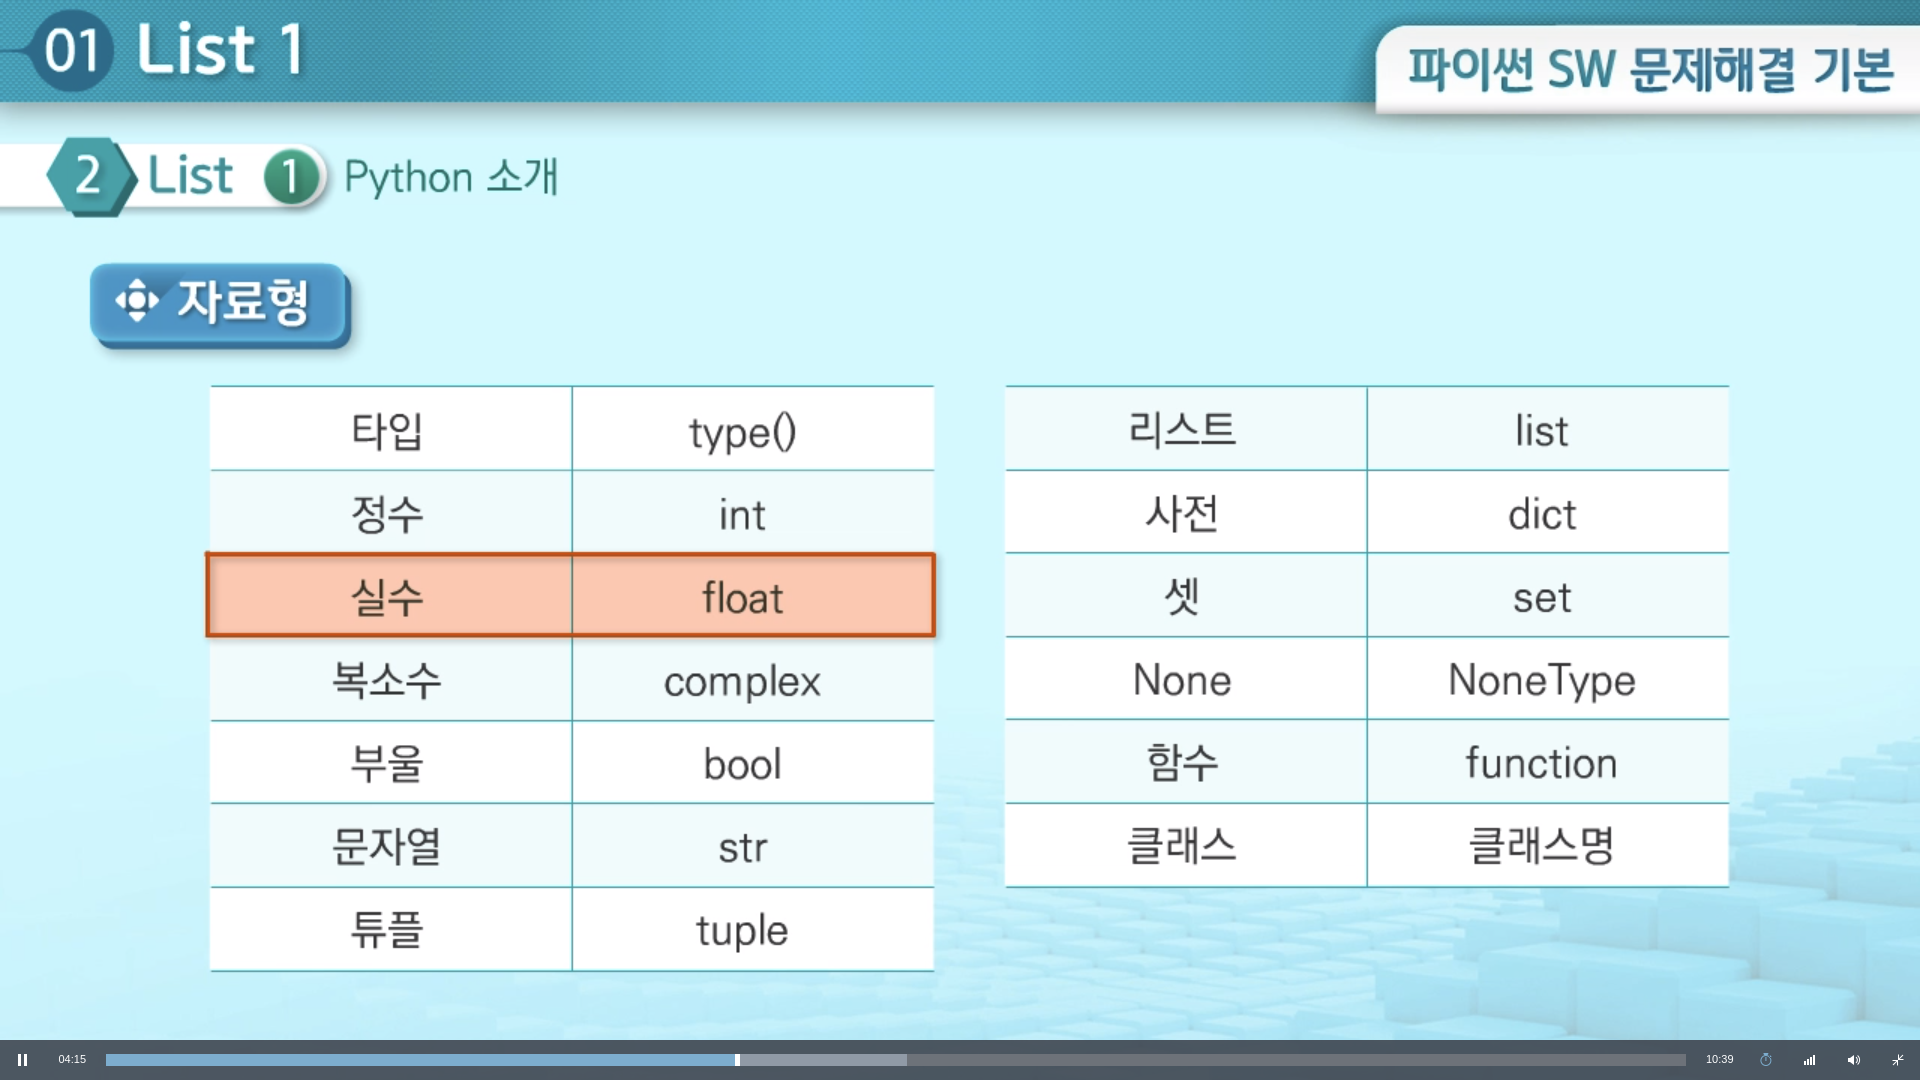 01 List 1
파이썬 SW 문제해결 기본
2 List 1 Python 소개
자료형
타입 type()
정수 int
실수 float
복소수 complex
부울 bool
문자열 str
튜플 tuple
리스트 list
사전 dict
셋 set
None NoneType
함수 function
클래스 클래스명
04:15 10:39